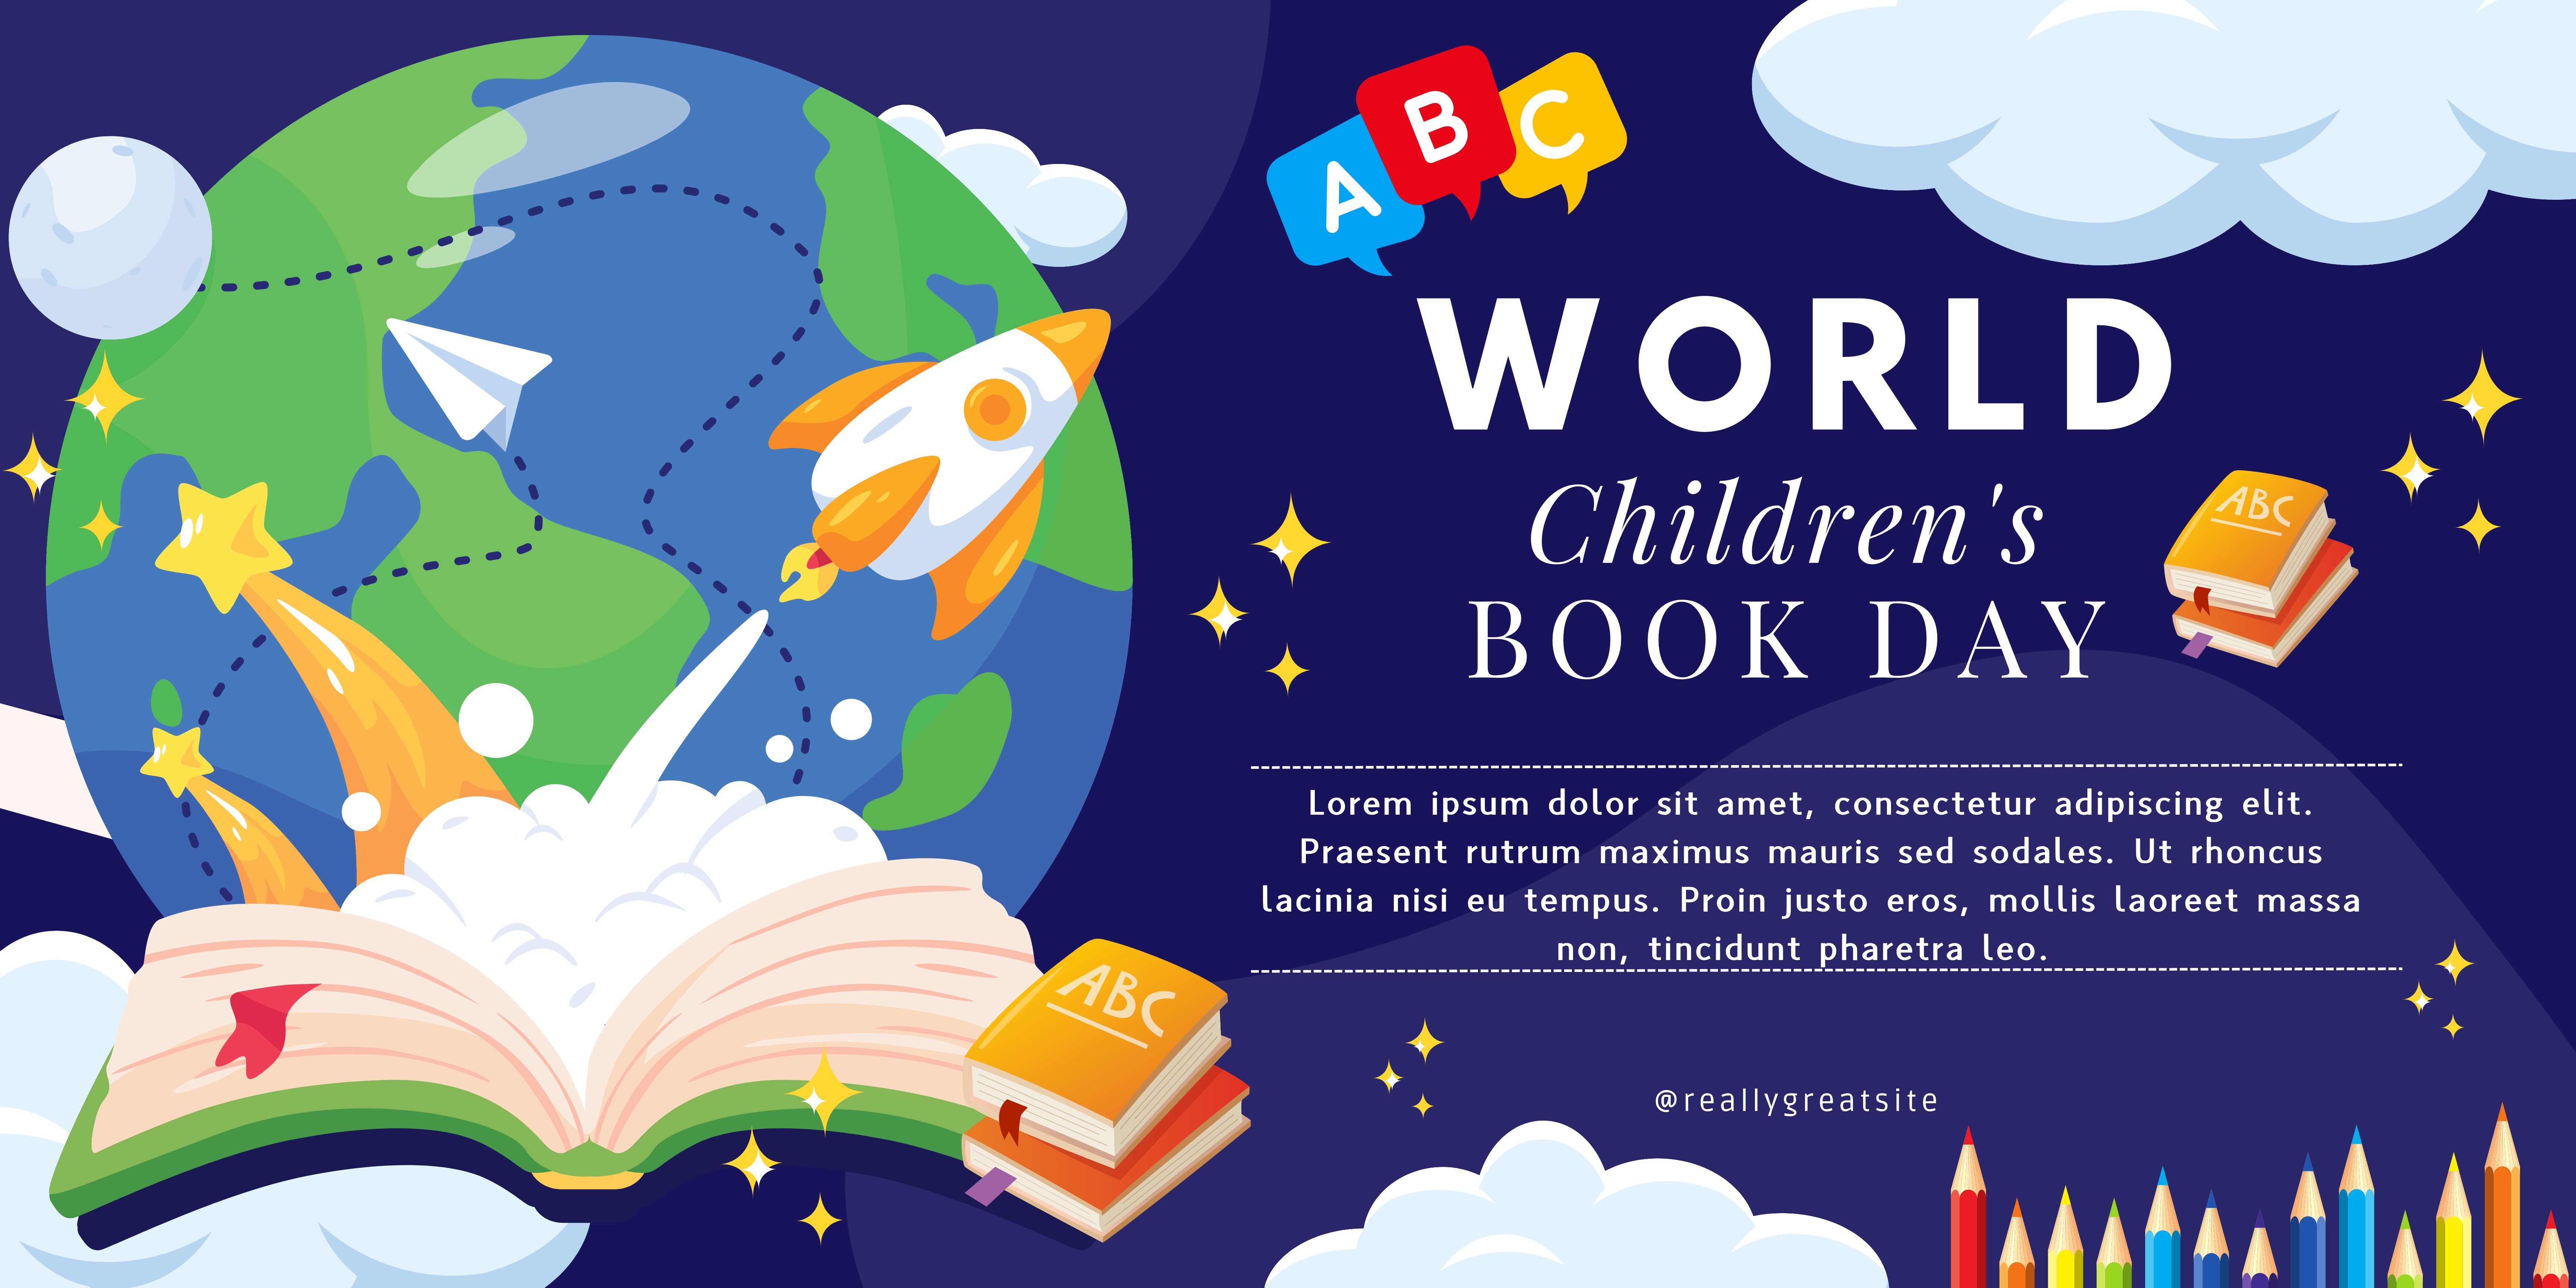 A B C
WORLD
Children's
BOOK DAY
ABC
Lorem ipsum dolor sit amet, consectetur adipiscing elit.
Praesent rutrum maximus mauris sed sodales. Ut rhoncus
lacinia nisi eu tempus. Proin justo eros, mollis laoreet massa
non, tincidunt pharetra leo.
ABC
@reallygreatsite